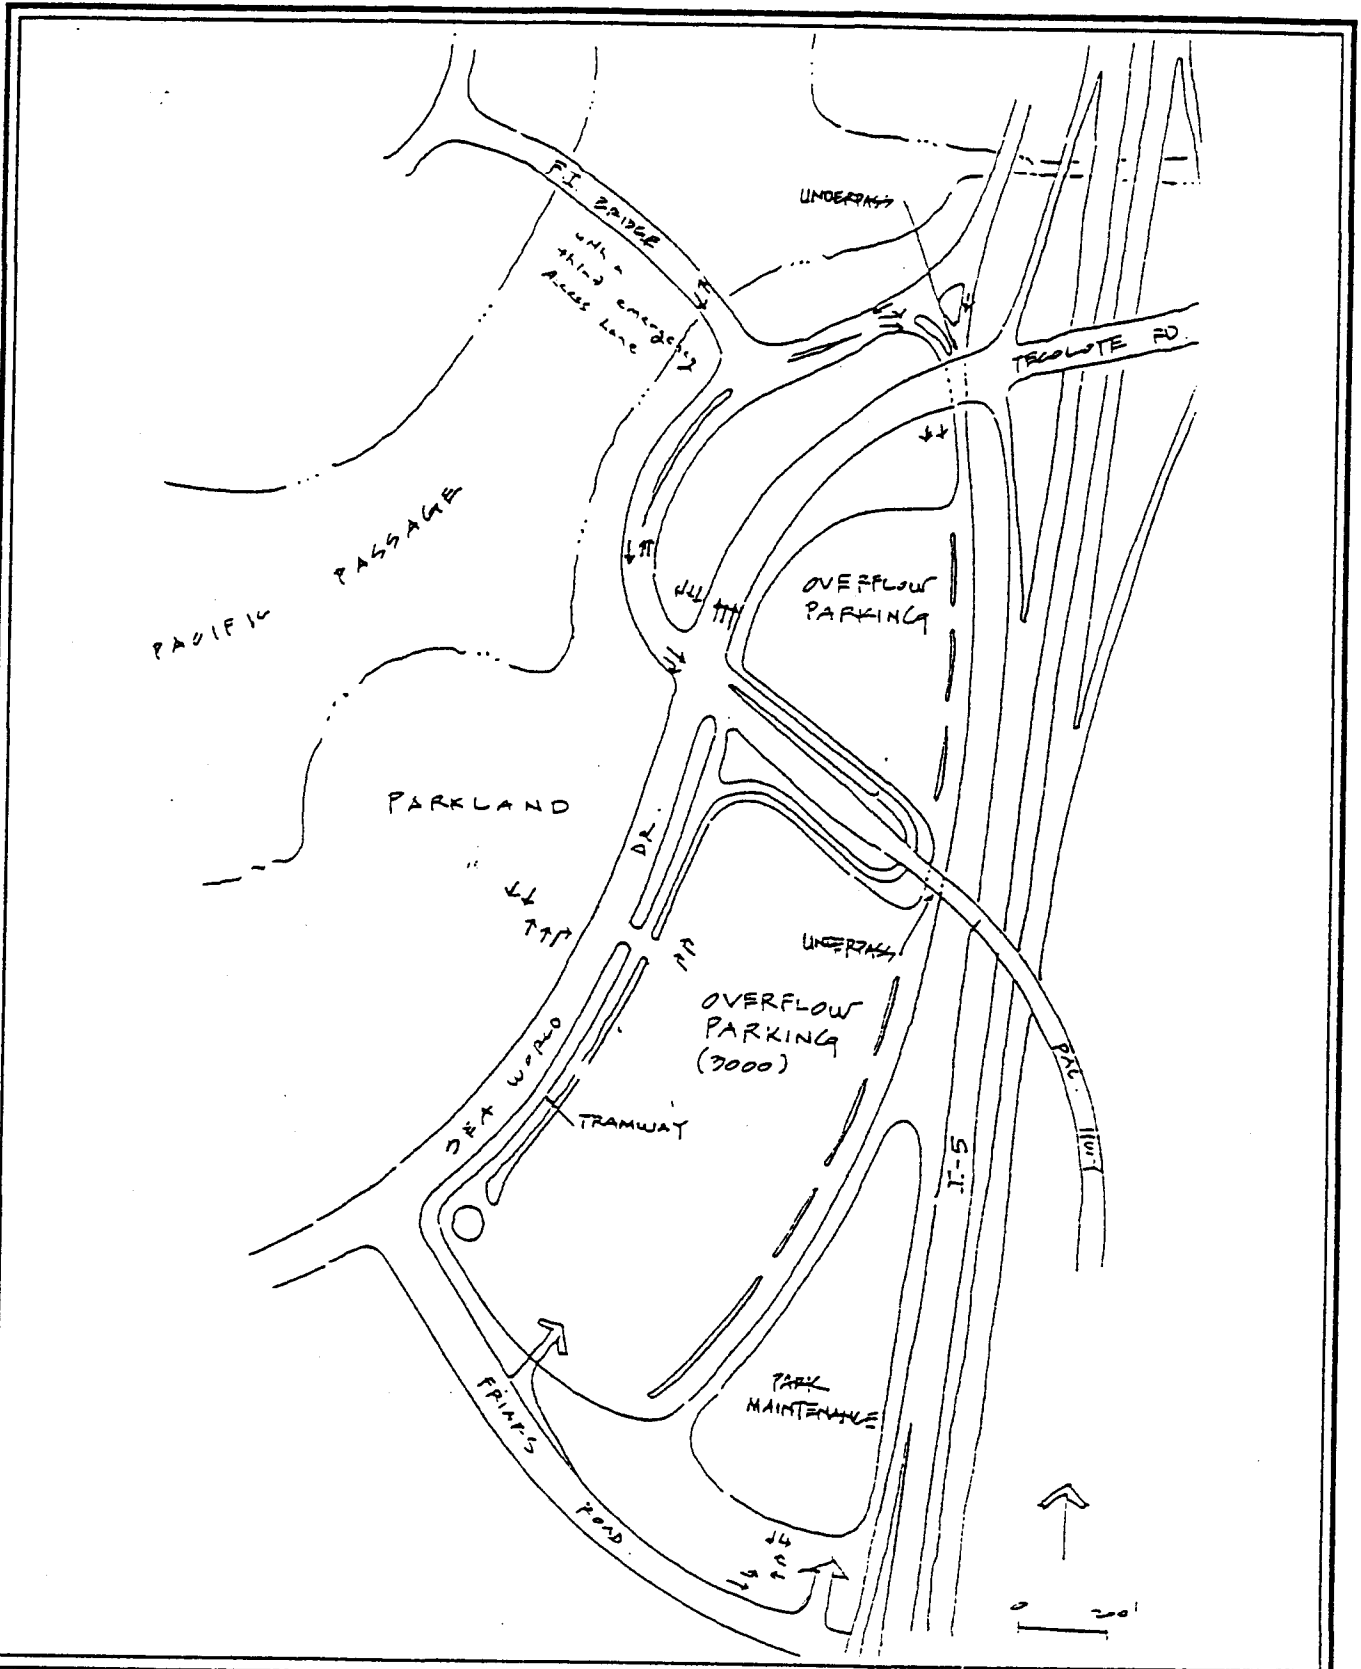 F.I. BRIDGE
with a
third emergency
Access Lane
UNDERPASS
TECOLOTE RD.
PACIFIC PASSAGE
OVERFLOW
PARKING
PARKLAND
SEA WORLD DR.
UNDERPASS
OVERFLOW
PARKING
(3000)
TRAMWAY
PAC. HWY
I-5
PARK
MAINTENANCE
FRIARS ROAD
0 200'